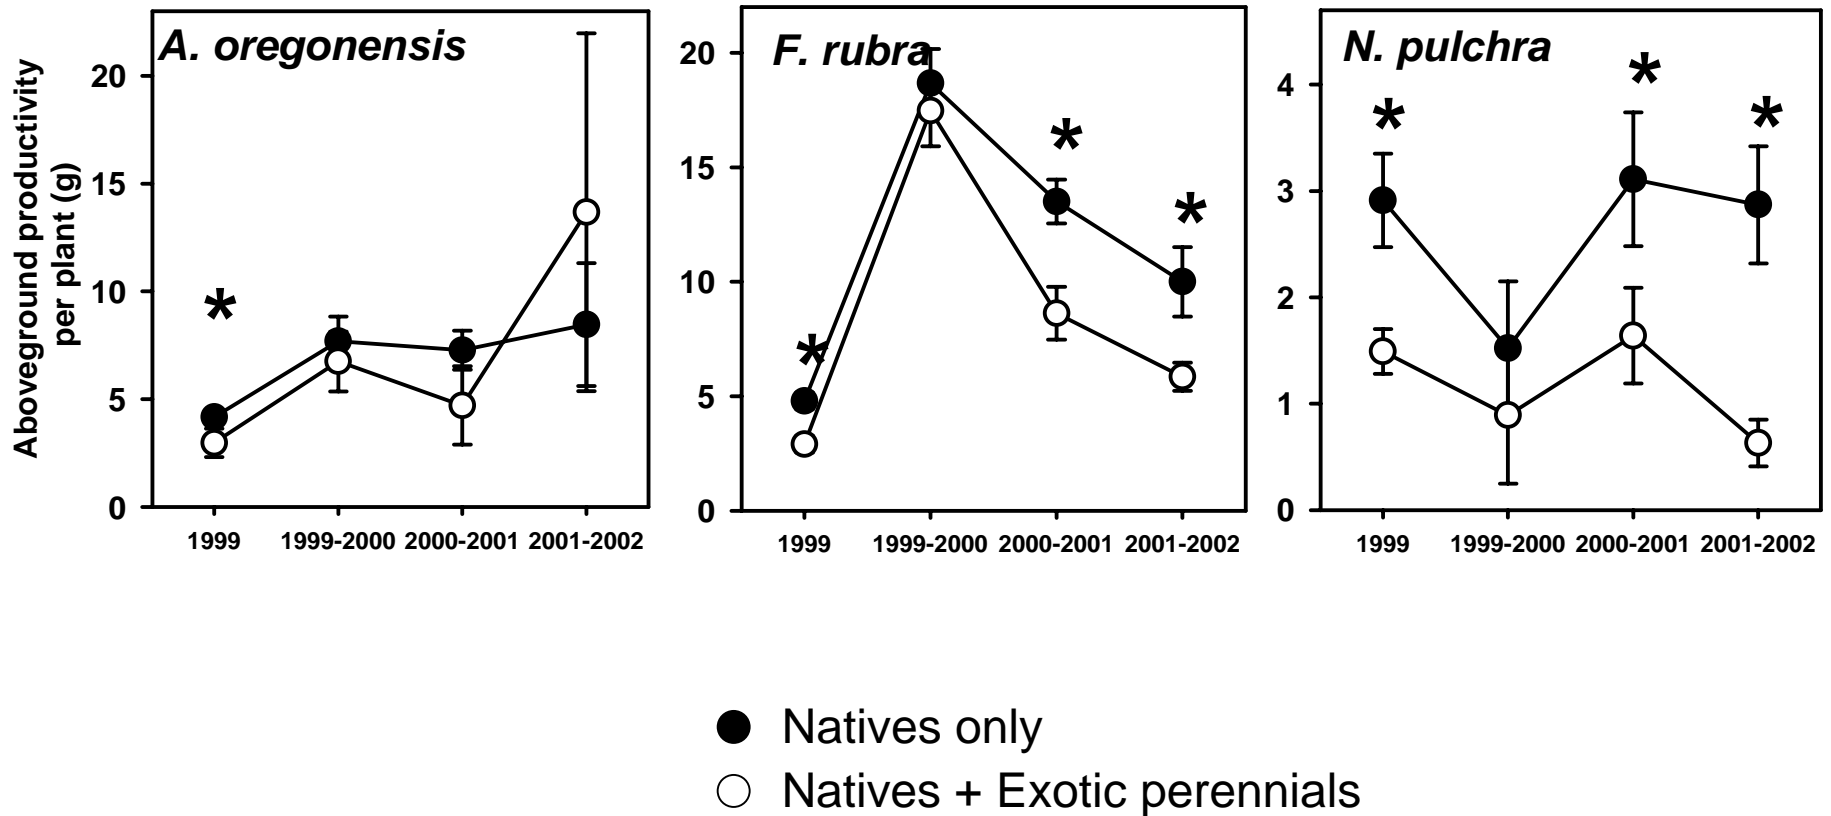 Aboveground productivity
per plant (g)
A. oregonensis
20
15
10
5
0
*
1999 1999-2000 2000-2001 2001-2002
F. rubra
20
15
10
5
0
*
*
*
1999 1999-2000 2000-2001 2001-2002
N. pulchra
4
3
2
1
0
*
*
*
1999 1999-2000 2000-2001 2001-2002
Natives only
Natives + Exotic perennials